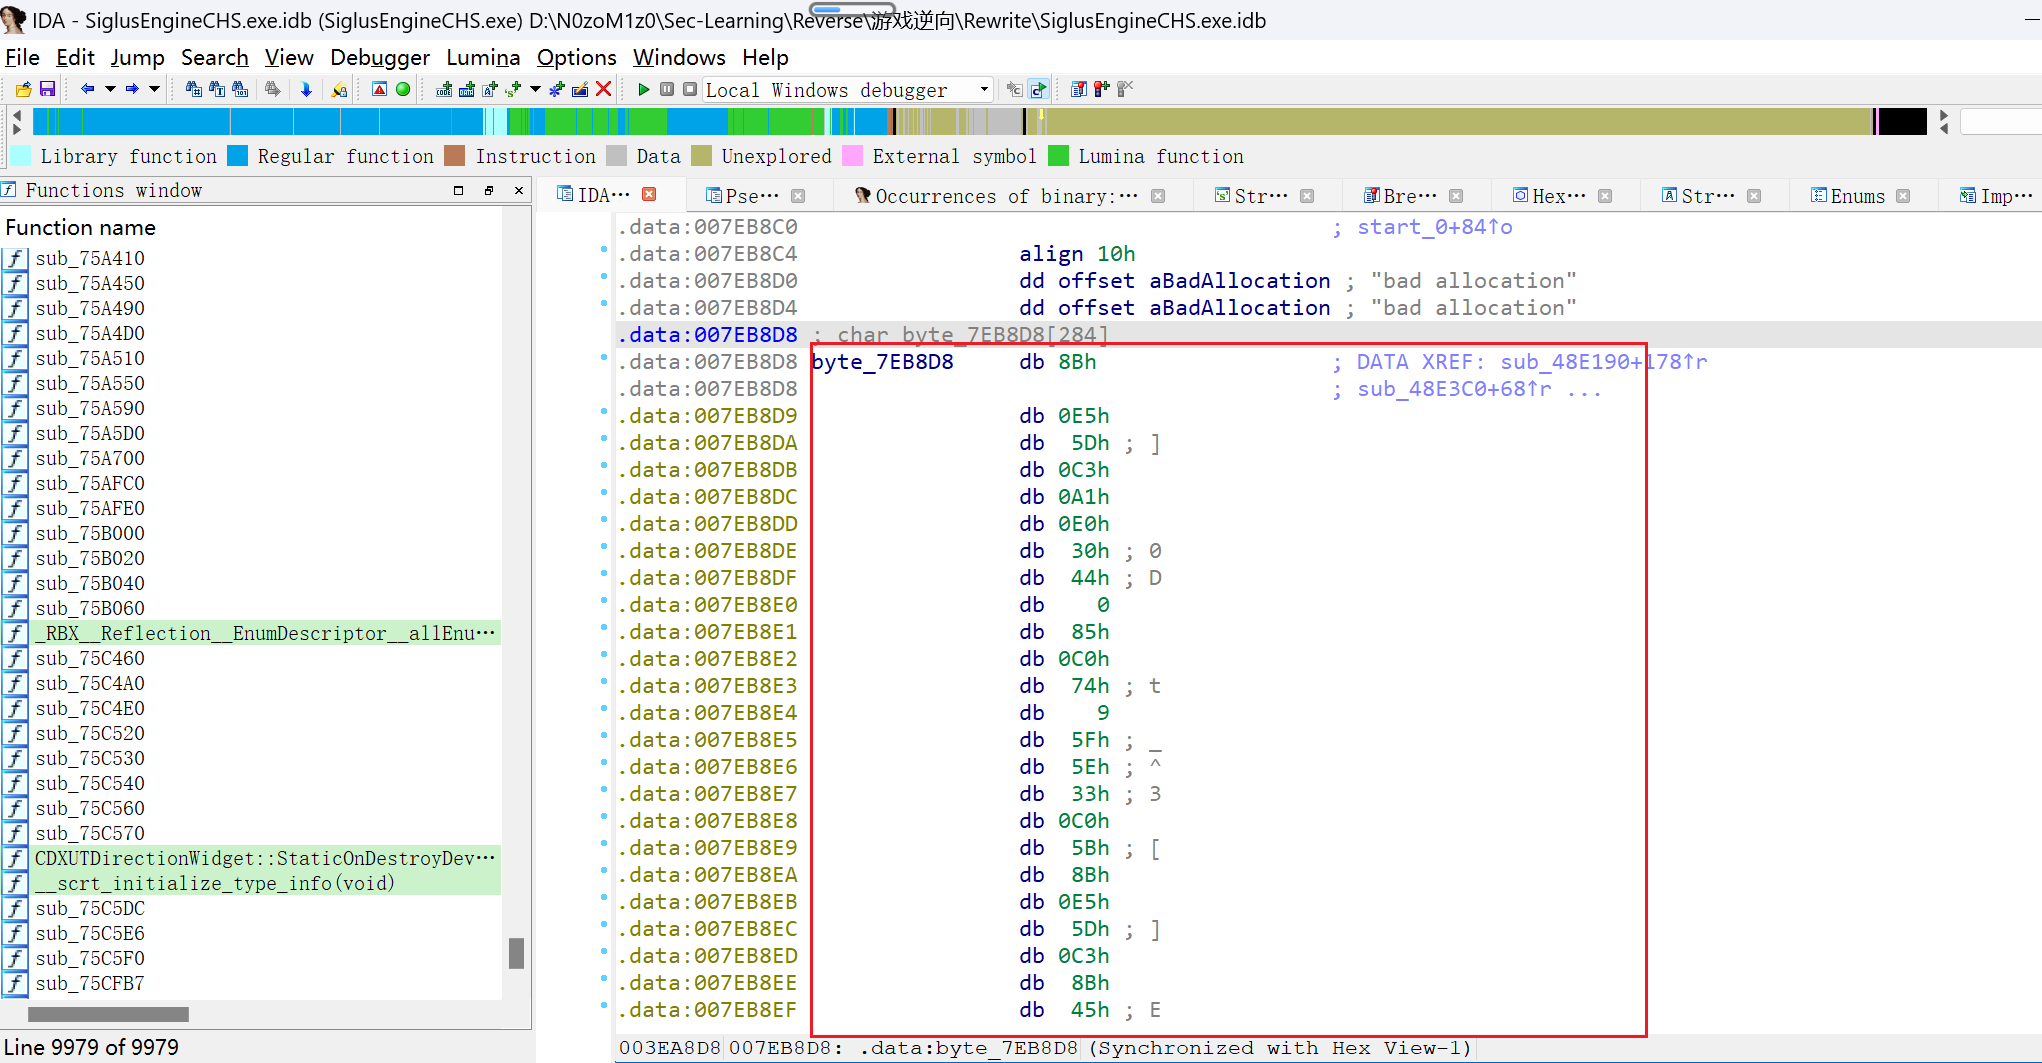 IDA - SiglusEngineCHS.exe.idb (SiglusEngineCHS.exe) D:\N0zoM1z0\Sec-Learning\Reverse\游戏逆向\Rewrite\SiglusEngineCHS.exe.idb
File Edit Jump Search View Debugger Lumina Options Windows Help
Local Windows debugger
Library function Regular function Instruction Data Unexplored External symbol Lumina function
Functions window
IDA··· Pse··· Occurrences of binary:··· Str··· Bre··· Hex··· Str··· Enums Imp···
Function name
sub_75A410
sub_75A450
sub_75A490
sub_75A4D0
sub_75A510
sub_75A550
sub_75A590
sub_75A5D0
sub_75A700
sub_75AFC0
sub_75AFE0
sub_75B000
sub_75B020
sub_75B040
sub_75B060
_RBX__Reflection__EnumDescriptor__allEnu···
sub_75C460
sub_75C4A0
sub_75C4E0
sub_75C520
sub_75C530
sub_75C540
sub_75C560
sub_75C570
CDXUTDirectionWidget::StaticOnDestroyDev···
__scrt_initialize_type_info(void)
sub_75C5DC
sub_75C5E6
sub_75C5F0
sub_75CFB7
Line 9979 of 9979
.data:007EB8C0 ; start_0+84↑o
.data:007EB8C4 align 10h
.data:007EB8D0 dd offset aBadAllocation ; "bad allocation"
.data:007EB8D4 dd offset aBadAllocation ; "bad allocation"
.data:007EB8D8 ; char byte_7EB8D8[284]
.data:007EB8D8 byte_7EB8D8 db 8Bh ; DATA XREF: sub_48E190+178↑r
.data:007EB8D8 ; sub_48E3C0+68↑r ...
.data:007EB8D9 db 0E5h
.data:007EB8DA db 5Dh ; ]
.data:007EB8DB db 0C3h
.data:007EB8DC db 0A1h
.data:007EB8DD db 0E0h
.data:007EB8DE db 30h ; 0
.data:007EB8DF db 44h ; D
.data:007EB8E0 db 0
.data:007EB8E1 db 85h
.data:007EB8E2 db 0C0h
.data:007EB8E3 db 74h ; t
.data:007EB8E4 db 9
.data:007EB8E5 db 5Fh ; _
.data:007EB8E6 db 5Eh ; ^
.data:007EB8E7 db 33h ; 3
.data:007EB8E8 db 0C0h
.data:007EB8E9 db 5Bh ; [
.data:007EB8EA db 8Bh
.data:007EB8EB db 0E5h
.data:007EB8EC db 5Dh ; ]
.data:007EB8ED db 0C3h
.data:007EB8EE db 8Bh
.data:007EB8EF db 45h ; E
003EA8D8 007EB8D8: .data:byte_7EB8D8 (Synchronized with Hex View-1)